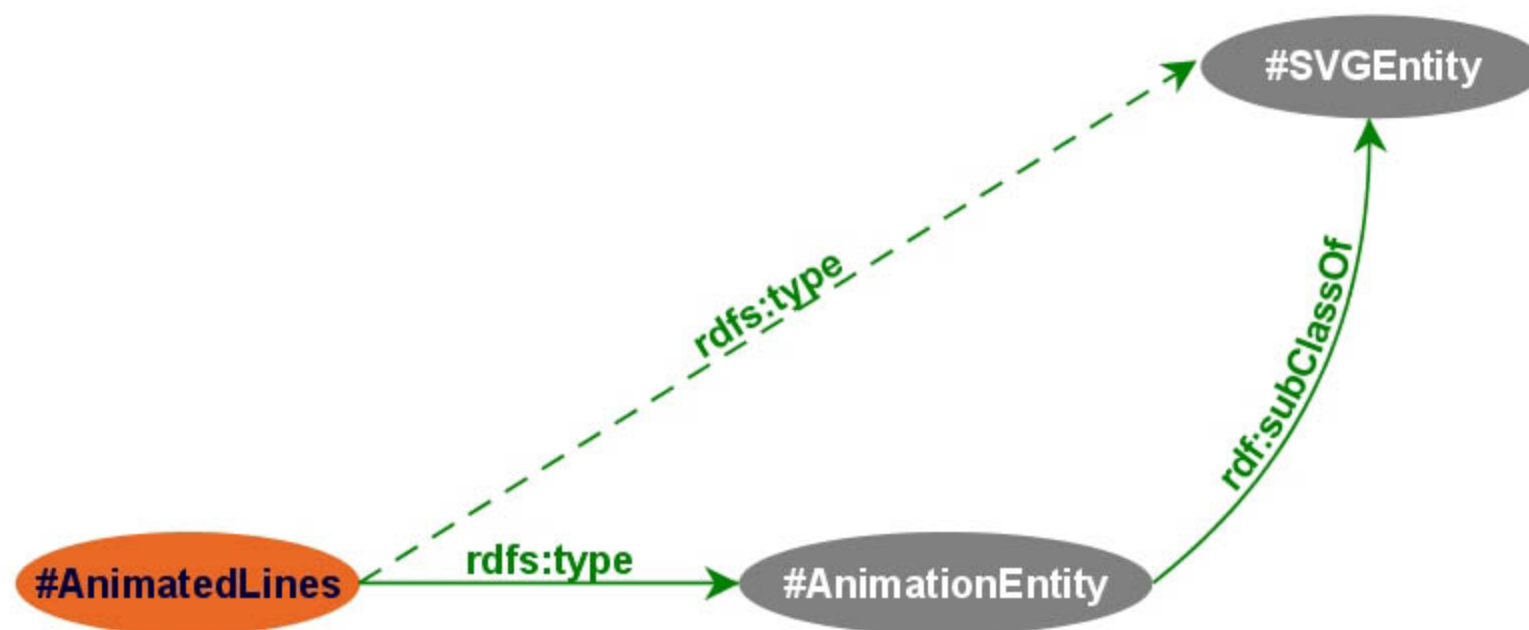 #SVGEntity
rdfs:type
rdf:subClassOf
rdfs:type
#AnimatedLines
#AnimationEntity